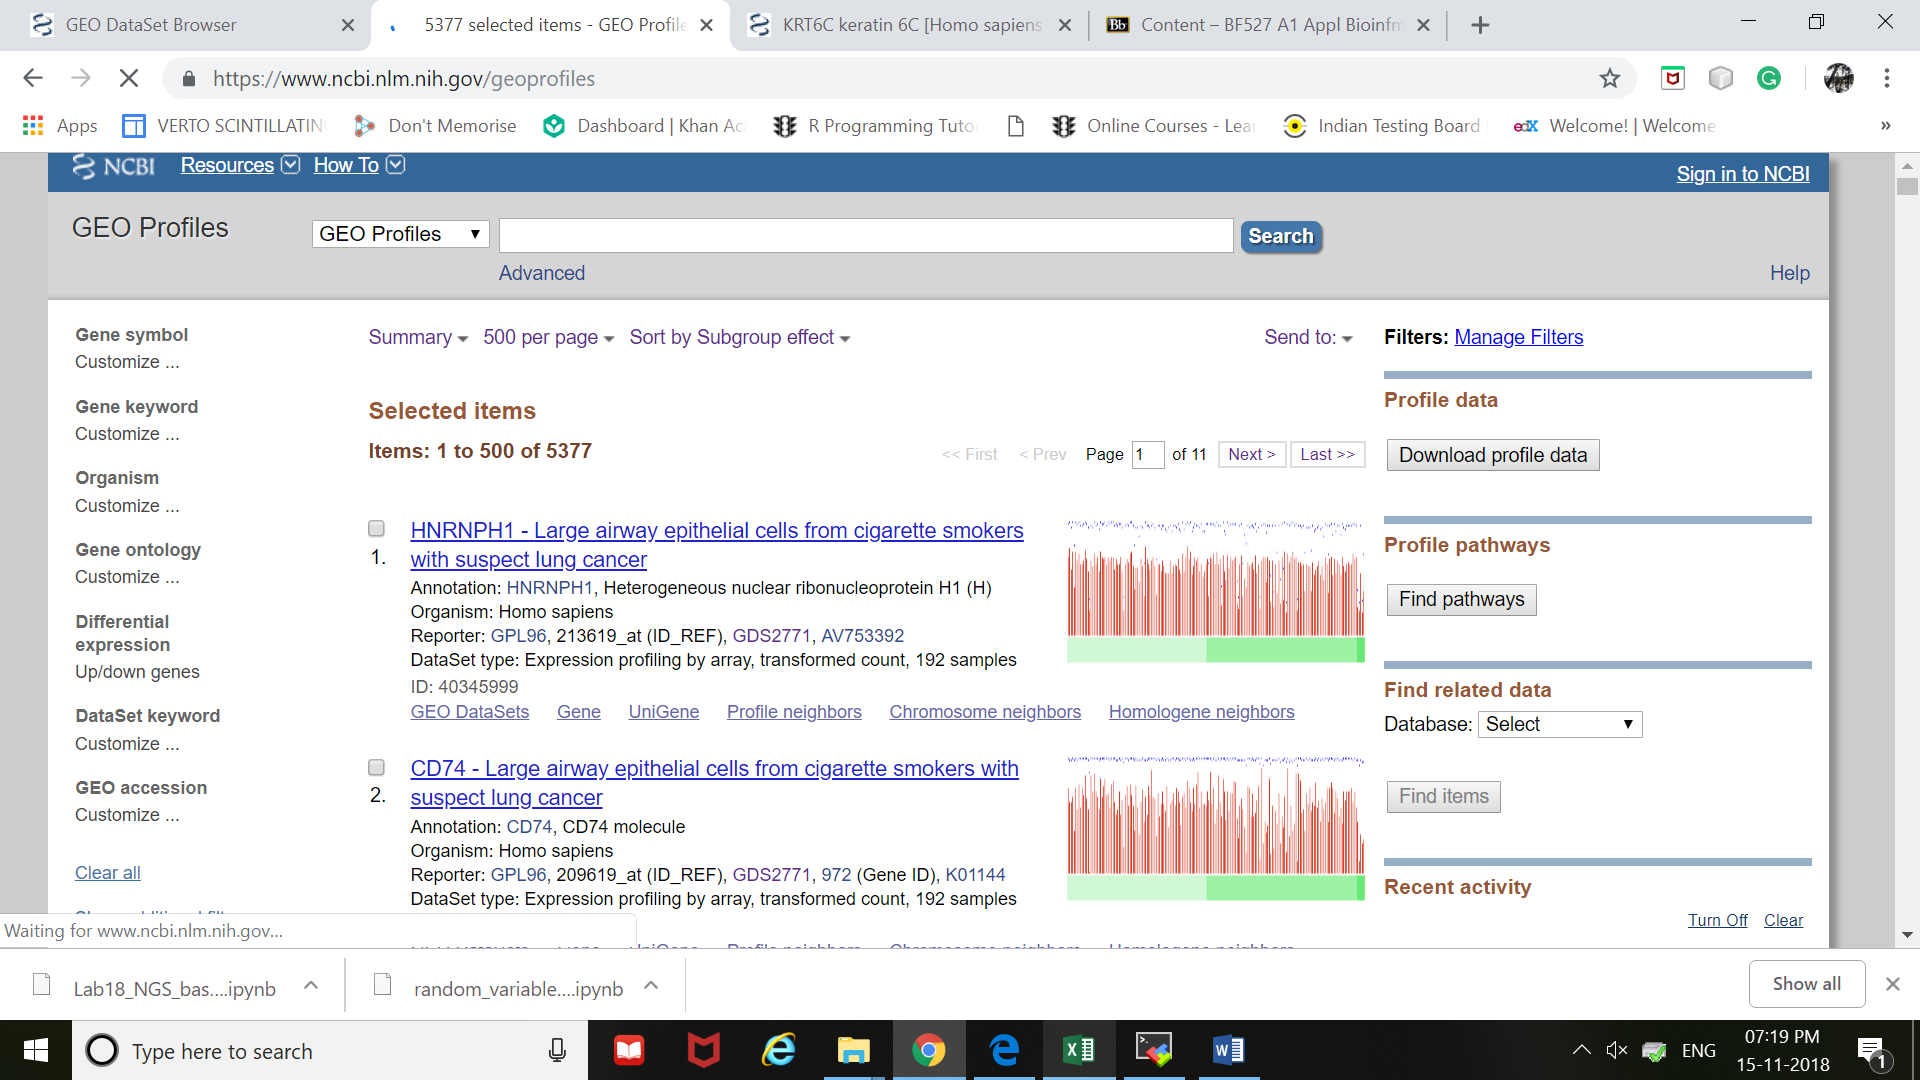 GEO DataSet Browser
5377 selected items - GEO Profile
KRT6C keratin 6C [Homo sapiens
Bb Content – BF527 A1 Appl Bioinfm
https://www.ncbi.nlm.nih.gov/geoprofiles
Apps
VERTO SCINTILLATIN
Don't Memorise
Dashboard | Khan Ac
R Programming Tuto
Online Courses - Lea
Indian Testing Board
edX Welcome! | Welcome
»
NCBI
Resources
How To
Sign in to NCBI
GEO Profiles
GEO Profiles
Search
Advanced
Help
Gene symbol
Customize ...
Gene keyword
Customize ...
Organism
Customize ...
Gene ontology
Customize ...
Differential
expression
Up/down genes
DataSet keyword
Customize ...
GEO accession
Customize ...
Clear all
Summary
500 per page
Sort by Subgroup effect
Send to:
Selected items
Items: 1 to 500 of 5377
<< First
< Prev
Page 1 of 11
Next >
Last >>
1.
HNRNPH1 - Large airway epithelial cells from cigarette smokers
with suspect lung cancer
Annotation: HNRNPH1, Heterogeneous nuclear ribonucleoprotein H1 (H)
Organism: Homo sapiens
Reporter: GPL96, 213619_at (ID_REF), GDS2771, AV753392
DataSet type: Expression profiling by array, transformed count, 192 samples
ID: 40345999
GEO DataSets Gene UniGene Profile neighbors Chromosome neighbors Homologene neighbors
2.
CD74 - Large airway epithelial cells from cigarette smokers with
suspect lung cancer
Annotation: CD74, CD74 molecule
Organism: Homo sapiens
Reporter: GPL96, 209619_at (ID_REF), GDS2771, 972 (Gene ID), K01144
DataSet type: Expression profiling by array, transformed count, 192 samples
Filters: Manage Filters
Profile data
Download profile data
Profile pathways
Find pathways
Find related data
Database: Select
Find items
Recent activity
Turn Off Clear
Waiting for www.ncbi.nlm.nih.gov...
Lab18_NGS_bas....ipynb
random_variable....ipynb
Show all
Type here to search
ENG
07:19 PM
15-11-2018
1